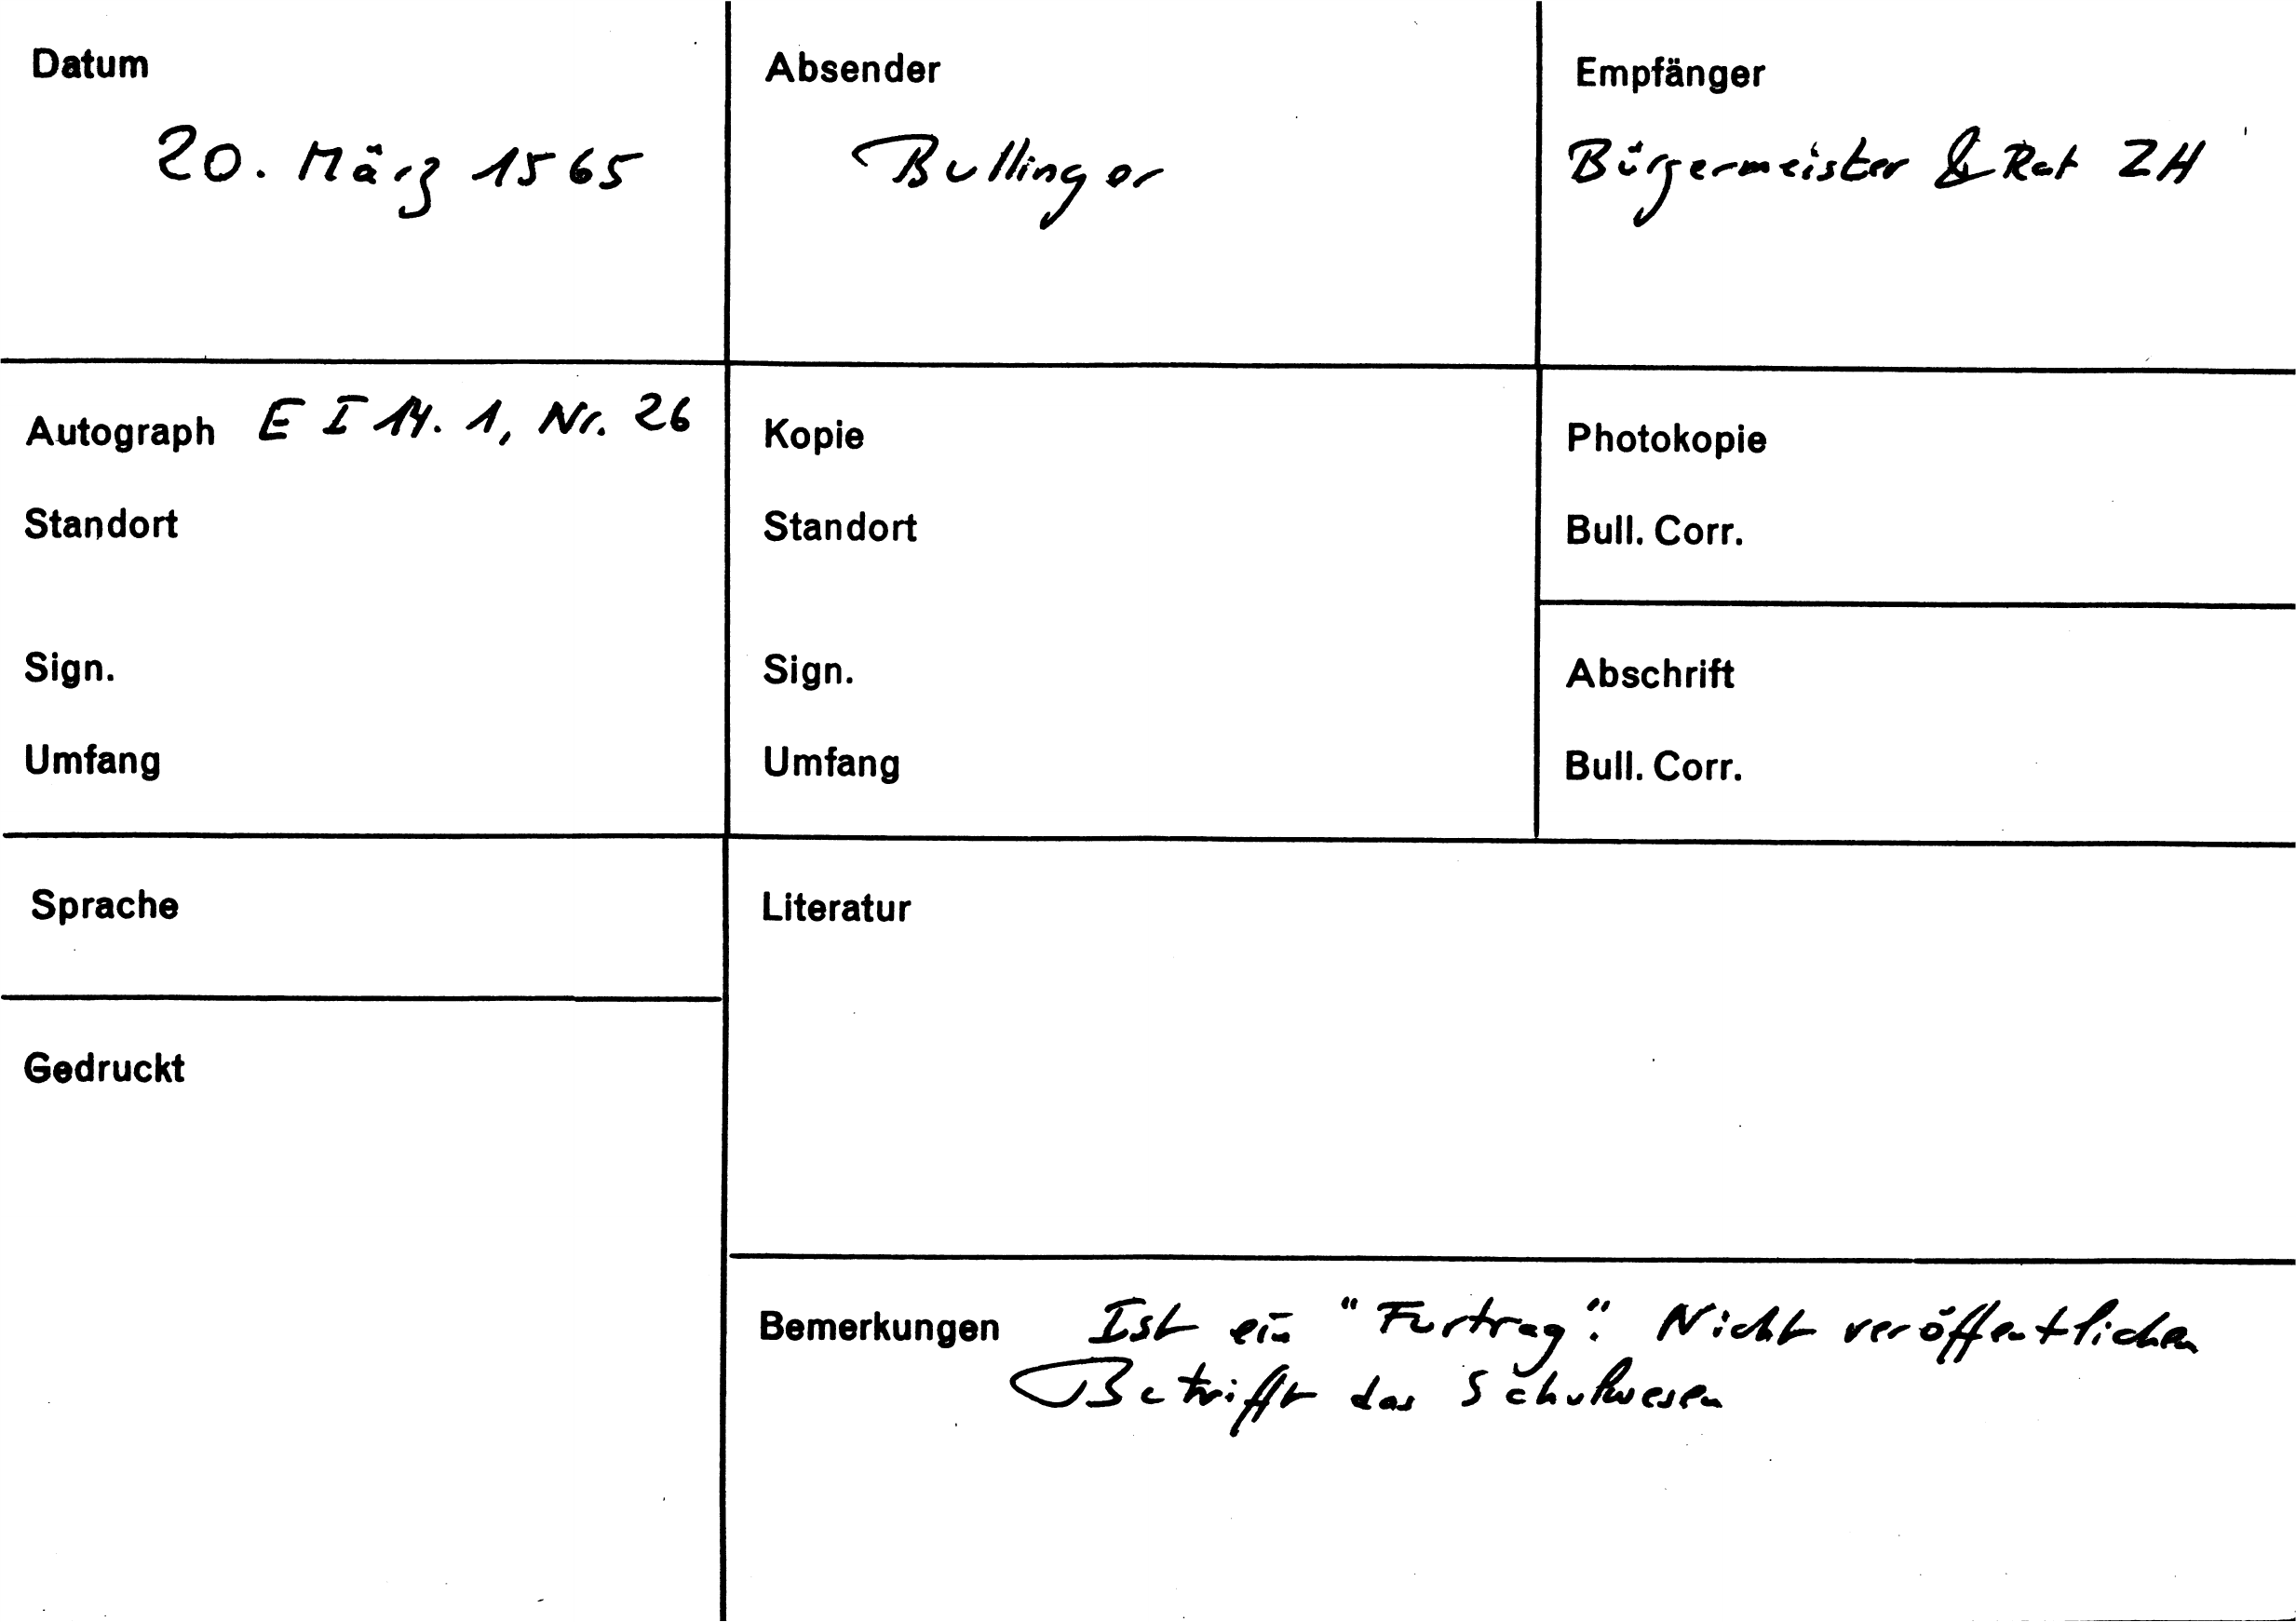 Datum
20. März 1565
Absender
Bullinger
Empfänger
Bürgermeister & Rat ZH
Autograph E I 14. 1, Nr. 26
Standort
Sign.
Umfang
Kopie
Standort
Sign.
Umfang
Photokopie
Bull. Corr.
Abschrift
Bull. Corr.
Sprache
Gedruckt
Literatur
Bemerkungen Ist ein "Furtrag". Nicht veröffentlichen
Betrifft das Schulwesen